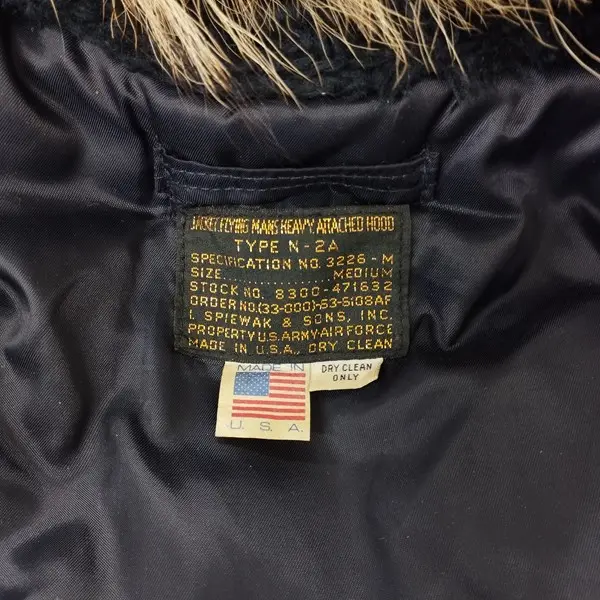 JACKET, FLYING MANS HEAVY, ATTACHED HOOD
TYPE N-2A
SPECIFICATION NO. 3226-M
SIZE..............MEDIUM
STOCK NO. 8300-471632
ORDER NO.(33-000)-53-5108AF
I. SPIEWAK & SONS, INC.
PROPERTY U.S. ARMY-AIR FORCE
MADE IN U.S.A., DRY CLEAN
MADE IN
U. S. A.
DRY CLEAN
ONLY